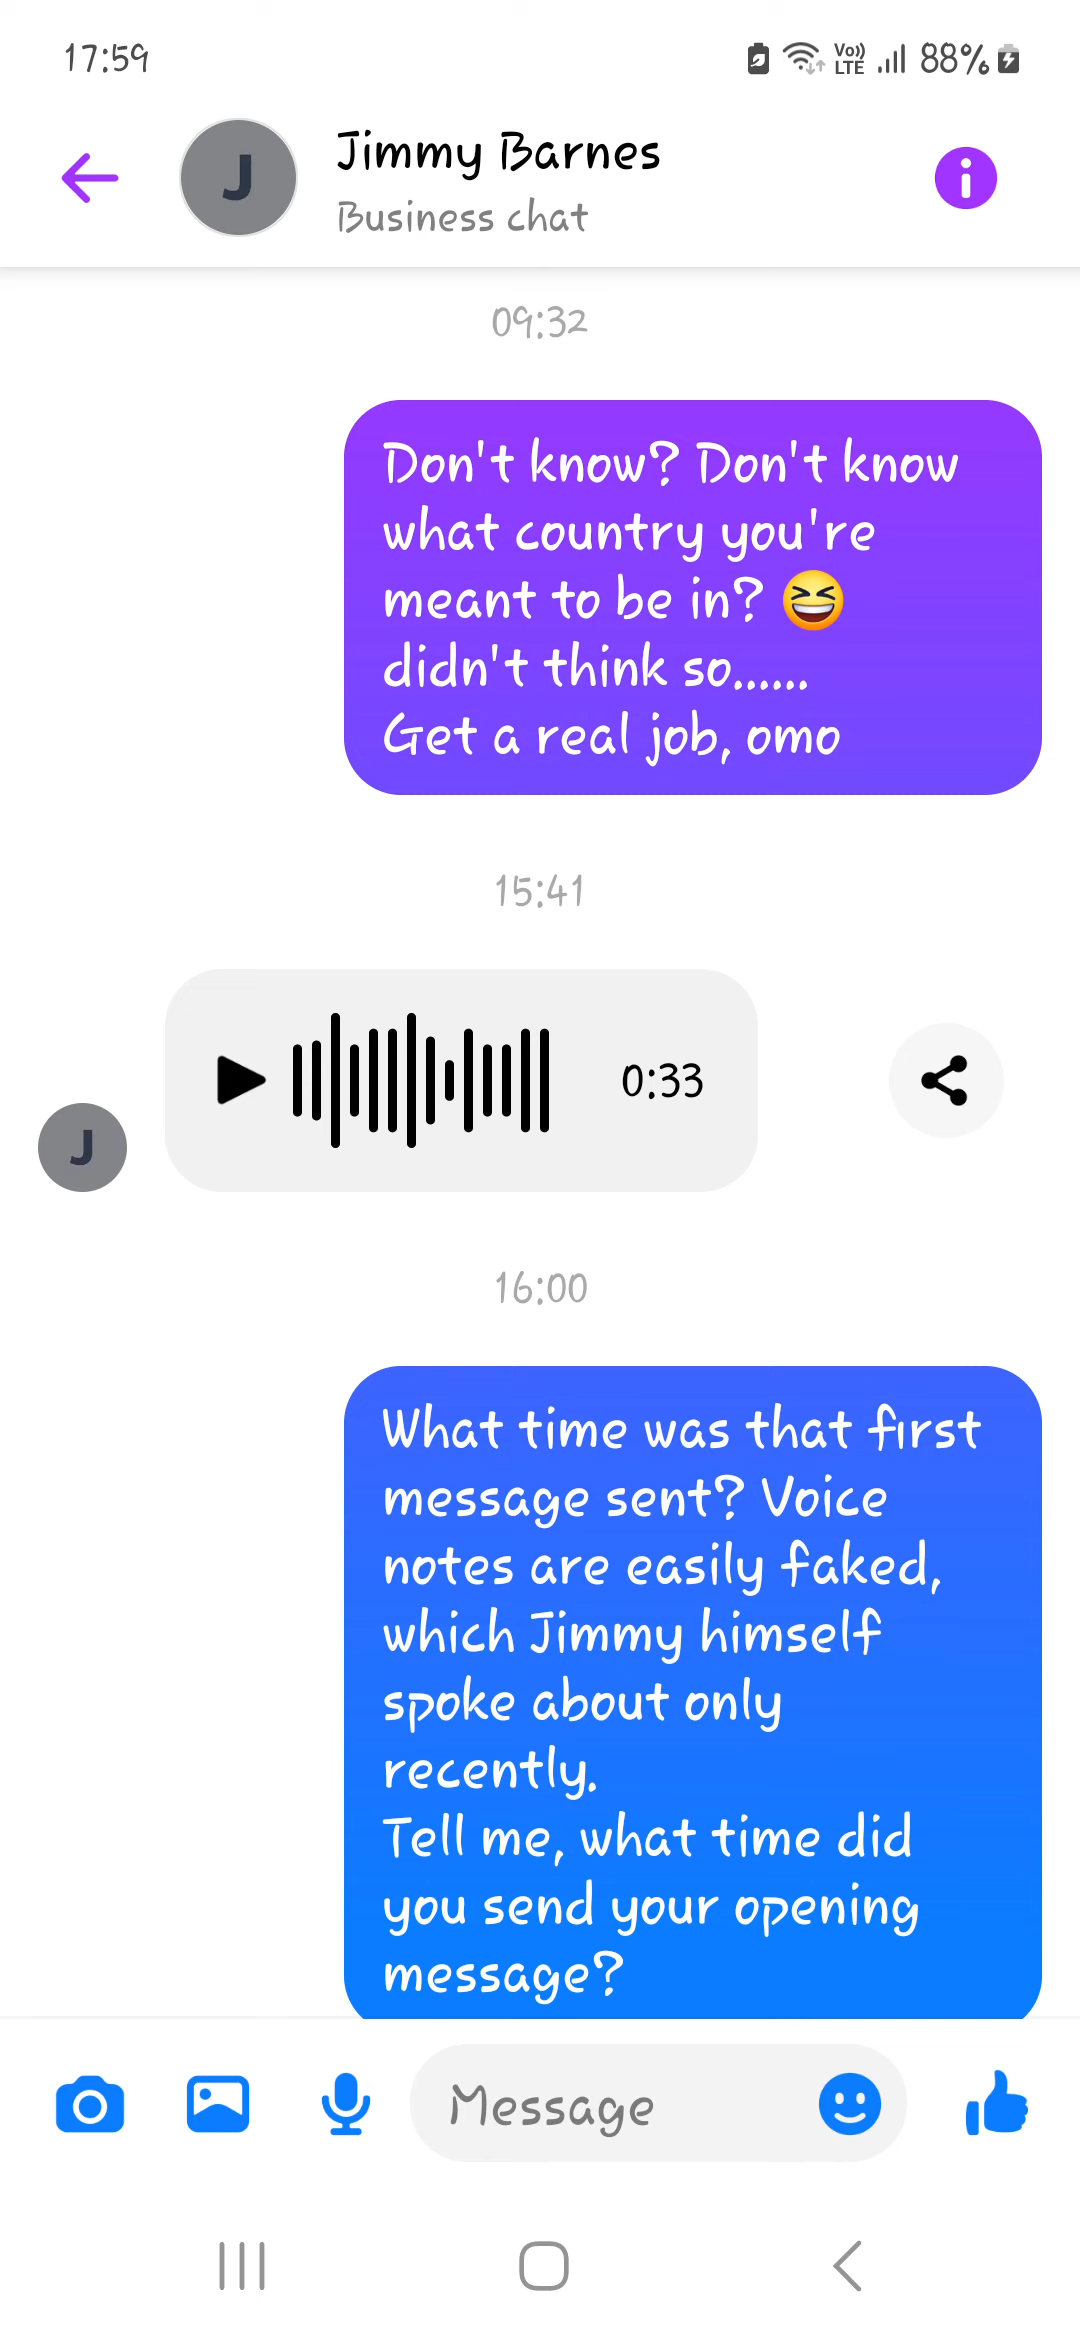 17:59
Vo))
LTE
88%
J
Jimmy Barnes
Business chat
09:32
Don't know? Don't know
what country you're
meant to be in? 😆
didn't think so......
Get a real job, omo
15:41
0:33
J
16:00
What time was that first
message sent? Voice
notes are easily faked,
which Jimmy himself
spoke about only
recently.
Tell me, what time did
you send your opening
message?
Message